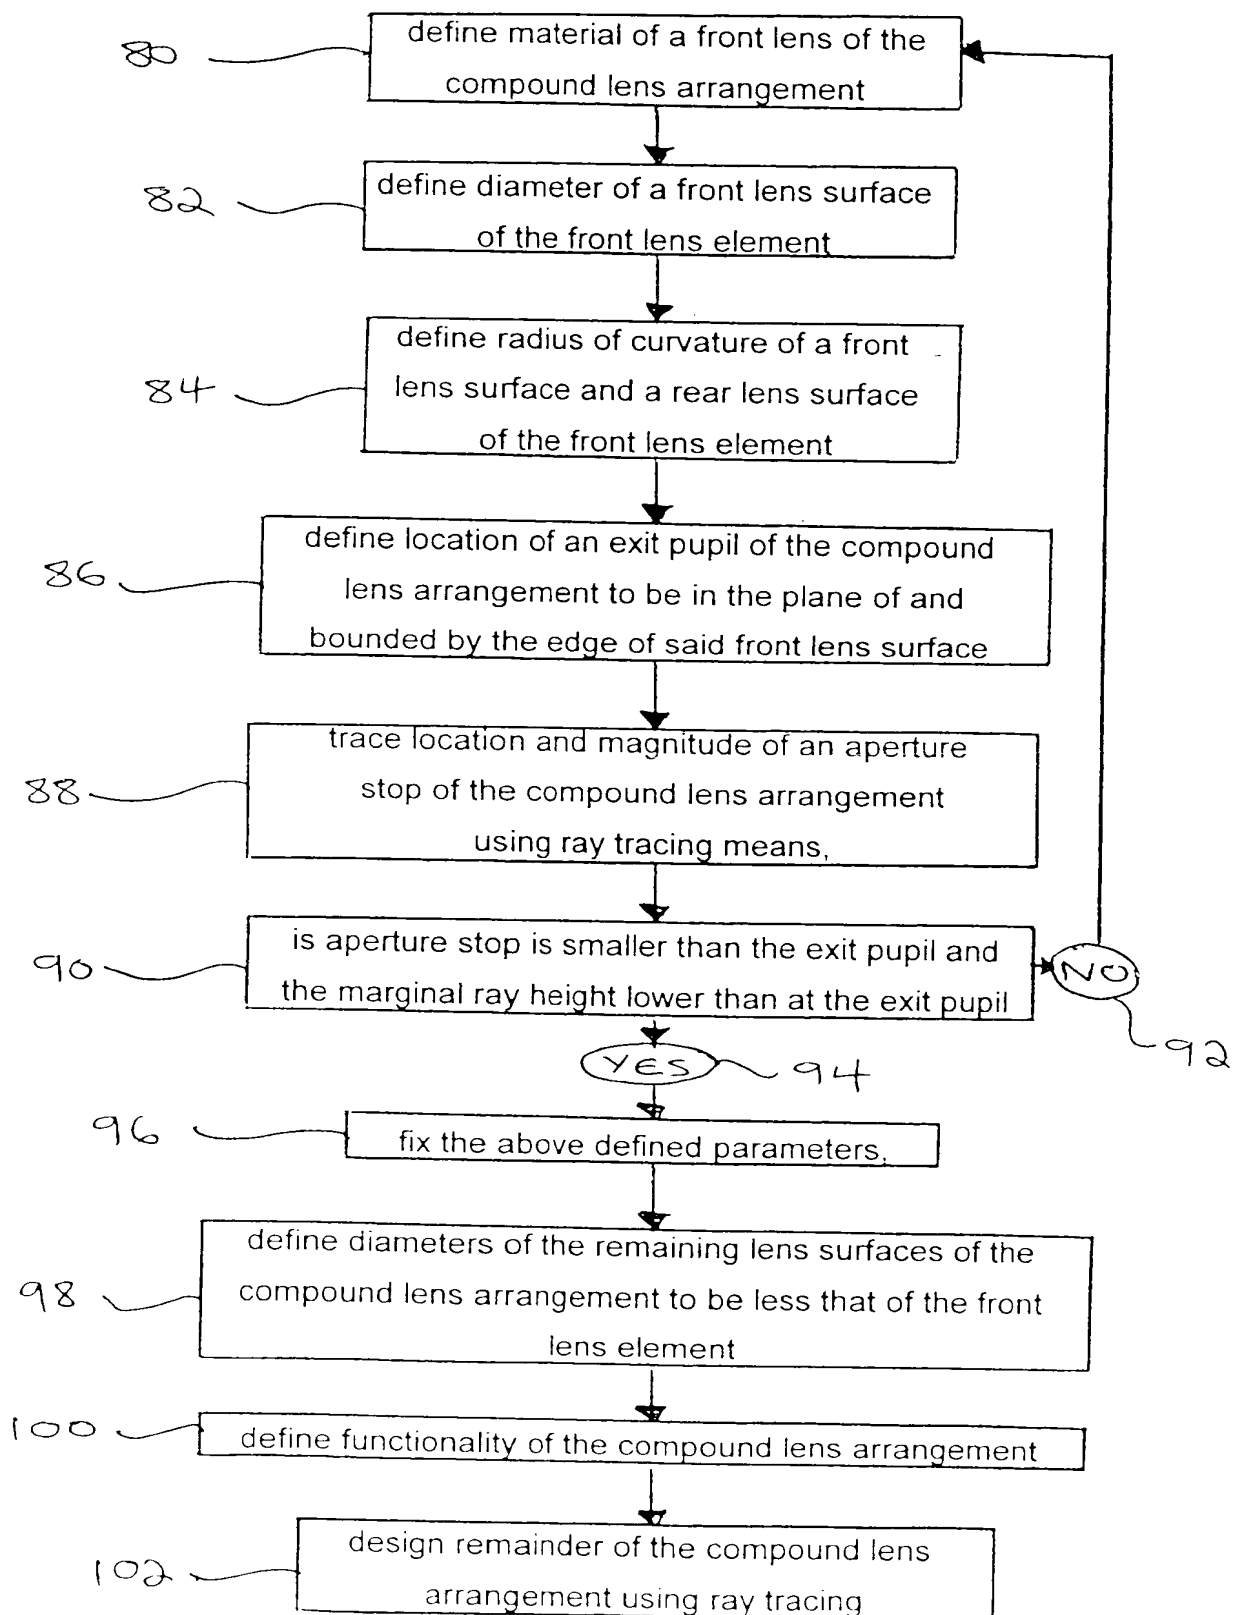 80
define material of a front lens of the
compound lens arrangement
82
define diameter of a front lens surface
of the front lens element
84
define radius of curvature of a front
lens surface and a rear lens surface
of the front lens element
86
define location of an exit pupil of the compound
lens arrangement to be in the plane of and
bounded by the edge of said front lens surface
88
trace location and magnitude of an aperture
stop of the compound lens arrangement
using ray tracing means,
90
is aperture stop is smaller than the exit pupil and
the marginal ray height lower than at the exit pupil
NO
92
YES
94
96
fix the above defined parameters,
98
define diameters of the remaining lens surfaces of the
compound lens arrangement to be less that of the front
lens element
100
define functionality of the compound lens arrangement
102
design remainder of the compound lens
arrangement using ray tracing